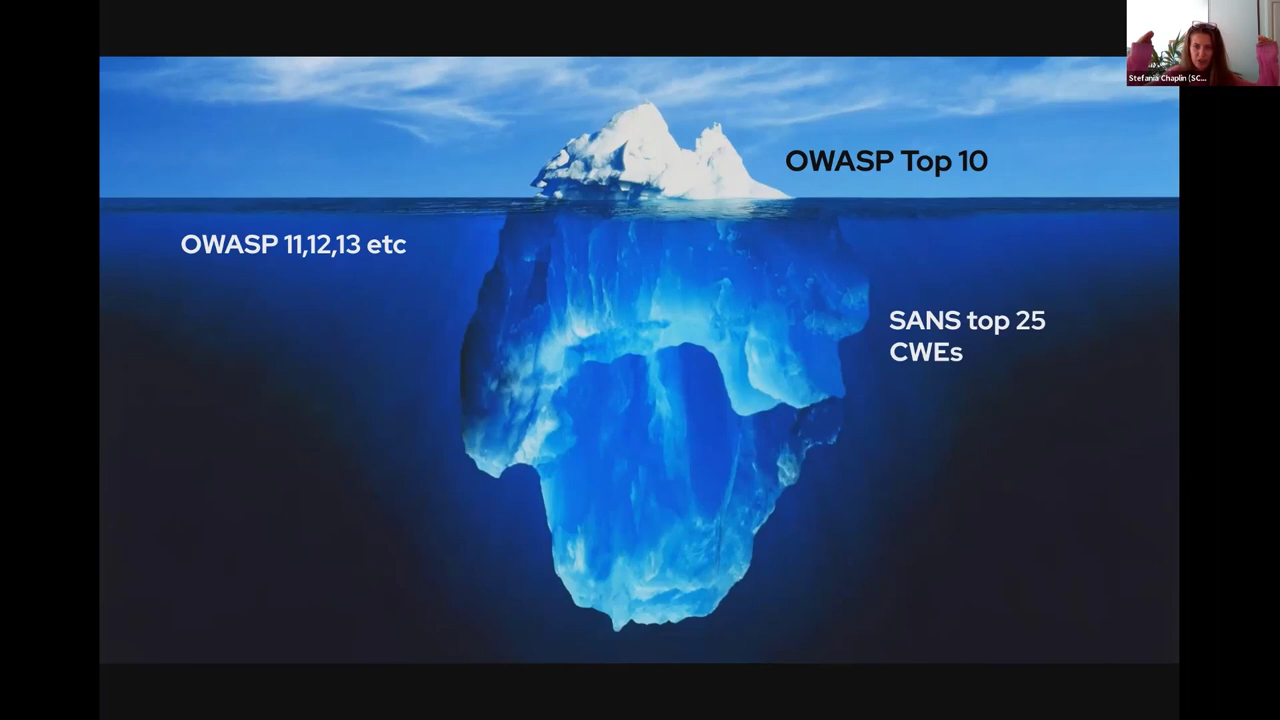 Stefania Chaplin (SC...
OWASP Top 10
OWASP 11,12,13 etc
SANS top 25
CWEs